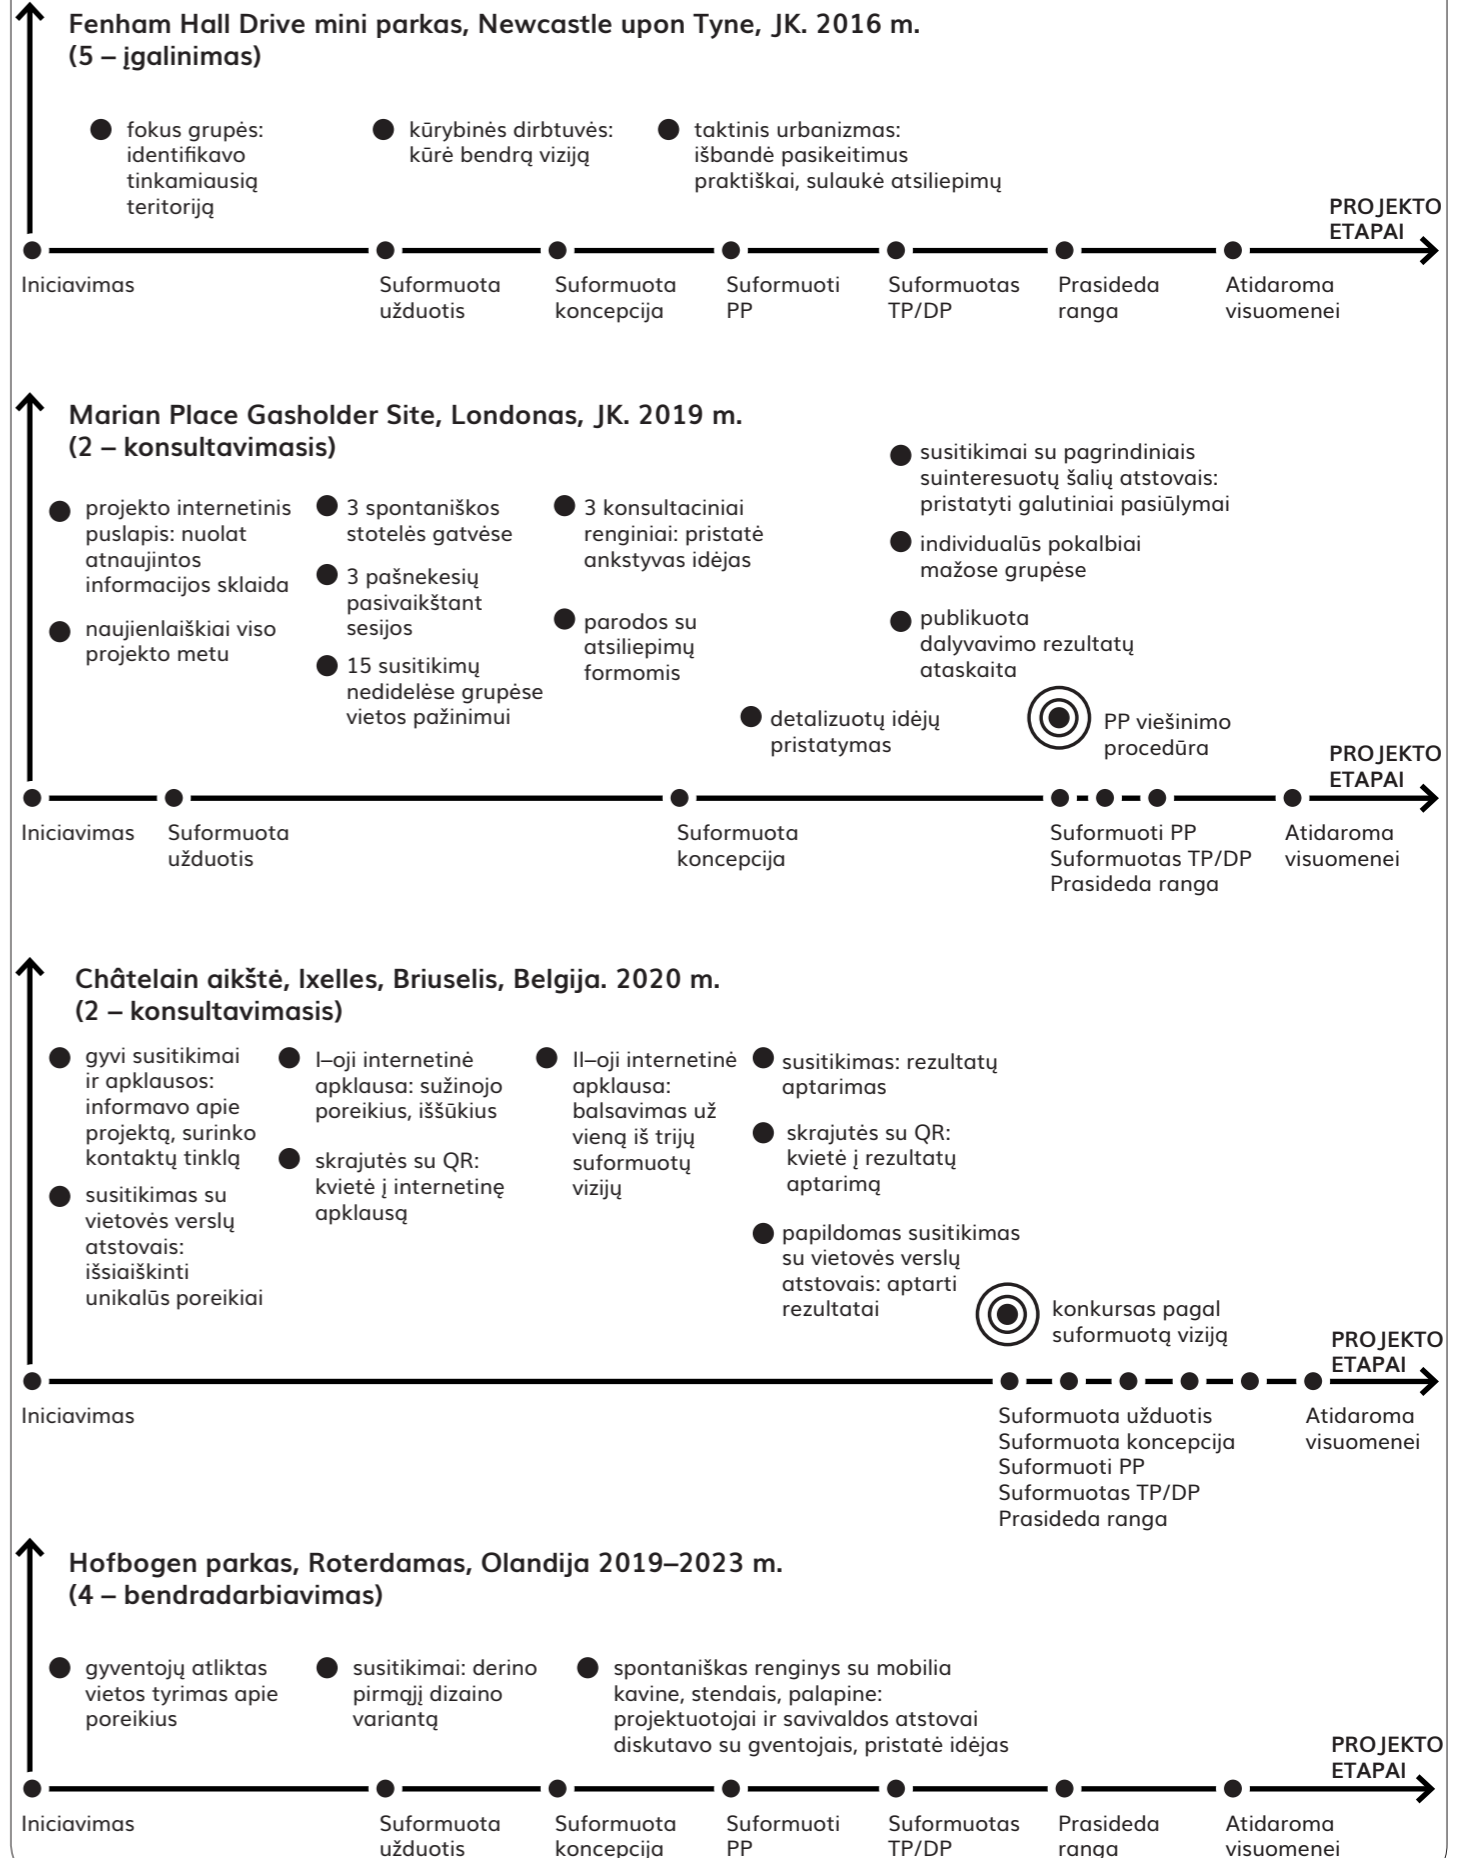 Fenham Hall Drive mini parkas, Newcastle upon Tyne, JK. 2016 m.
(5 – įgalinimas)
fokus grupės:
identifikavo
tinkamiausią
teritoriją
kūrybinės dirbtuvės:
kūrė bendrą viziją
taktinis urbanizmas:
išbandė pasikeitimus
praktiškai, sulaukė atsiliepimų
PROJEKTO
ETAPAI
Iniciavimas
Suformuota
užduotis
Suformuota
koncepcija
Suformuoti
PP
Suformuotas
TP/DP
Prasideda
ranga
Atidaroma
visuomenei
Marian Place Gasholder Site, Londonas, JK. 2019 m.
(2 – konsultavimasis)
projekto internetinis
puslapis: nuolat
atnaujintos
informacijos sklaida
naujienlaiškiai viso
projekto metu
3 spontaniškos
stotelės gatvėse
3 pašnekesių
pasivaikštant
sesijos
15 susitikimų
nedidelėse grupėse
vietos pažinimui
3 konsultaciniai
renginiai: pristatė
ankstyvas idėjas
parodos su
atsiliepimų
formomis
detalizuotų idėjų
pristatymas
susitikimai su pagrindiniais
suinteresuotų šalių atstovais:
pristatyti galutiniai pasiūlymai
individualūs pokalbiai
mažose grupėse
publikuota
dalyvavimo rezultatų
ataskaita
PP viešinimo
procedūra
PROJEKTO
ETAPAI
Iniciavimas
Suformuota
užduotis
Suformuota
koncepcija
Suformuoti PP
Suformuotas TP/DP
Prasideda ranga
Atidaroma
visuomenei
Châtelain aikštė, Ixelles, Briuselis, Belgija. 2020 m.
(2 – konsultavimasis)
gyvi susitikimai
ir apklausos:
informavo apie
projektą, surinko
kontaktų tinklą
susitikimas su
vietovės verslų
atstovais:
išsiaiškinti
unikalūs poreikiai
I–oji internetinė
apklausa: sužinojo
poreikius, iššūkius
skrajutės su QR:
kvietė į internetinę
apklausą
II–oji internetinė
apklausa:
balsavimas už
vieną iš trijų
suformuotų
vizijų
susitikimas: rezultatų
aptarimas
skrajutės su QR:
kvietė į rezultatų
aptarimą
papildomas susitikimas
su vietovės verslų
atstovais: aptarti
rezultatai
konkursas pagal
suformuotą viziją
PROJEKTO
ETAPAI
Iniciavimas
Suformuota užduotis
Suformuota koncepcija
Suformuoti PP
Suformuotas TP/DP
Prasideda ranga
Atidaroma
visuomenei
Hofbogen parkas, Roterdamas, Olandija 2019–2023 m.
(4 – bendradarbiavimas)
gyventojų atliktas
vietos tyrimas apie
poreikius
susitikimai: derino
pirmąjį dizaino
variantą
spontaniškas renginys su mobilia
kavine, stendais, palapine:
projektuotojai ir savivaldos atstovai
diskutavo su gventojais, pristatė idėjas
PROJEKTO
ETAPAI
Iniciavimas
Suformuota
užduotis
Suformuota
koncepcija
Suformuoti
PP
Suformuotas
TP/DP
Prasideda
ranga
Atidaroma
visuomenei